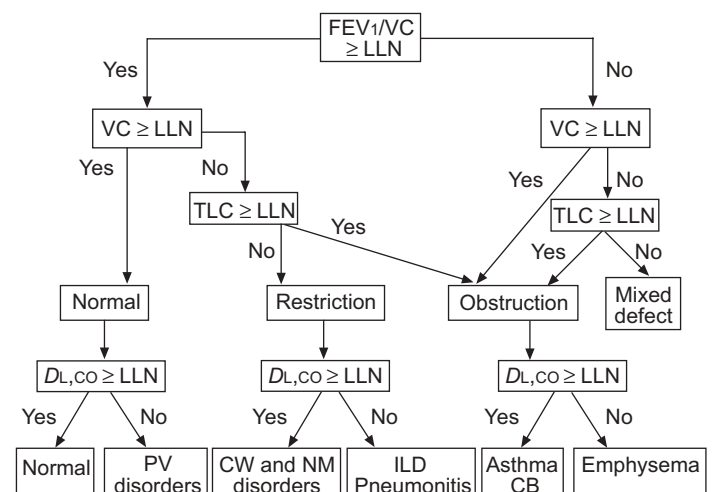 FEV1/VC
≥ LLN
Yes
No
VC ≥ LLN
VC ≥ LLN
Yes
No
Yes
No
TLC ≥ LLN
TLC ≥ LLN
Yes
No
Yes
No
Normal
Restriction
Obstruction
Mixed
defect
DL,CO ≥ LLN
DL,CO ≥ LLN
DL,CO ≥ LLN
Yes
No
Yes
No
Yes
No
Normal
PV
disorders
CW and NM
disorders
ILD
Pneumonitis
Asthma
CB
Emphysema